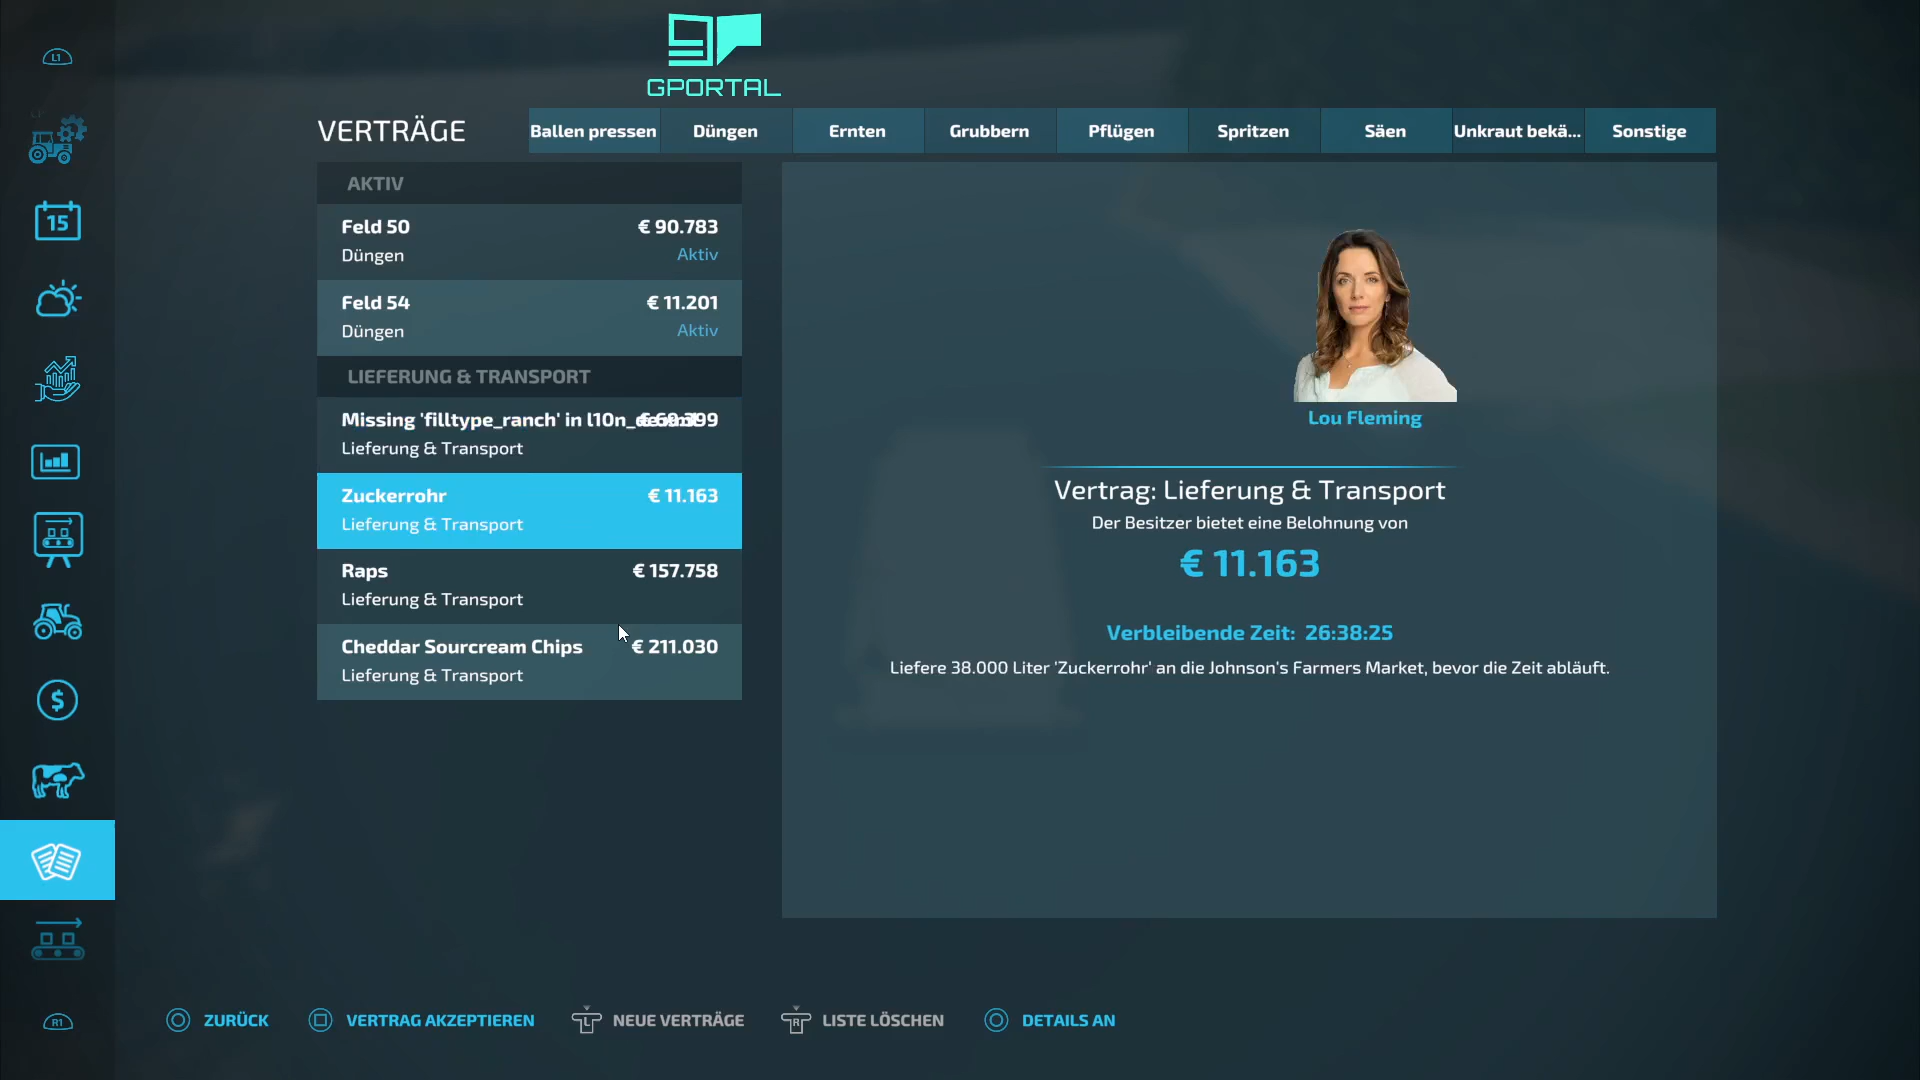 GPORTAL
L1
VERTRÄGE
Ballen pressen
Düngen
Ernten
Grubbern
Pflügen
Spritzen
Säen
Unkraut bekä...
Sonstige
15
AKTIV
Feld 50 € 90.783
Düngen Aktiv
Feld 54 € 11.201
Düngen Aktiv
LIEFERUNG & TRANSPORT
Missing 'filltype_ranch' in l10n_
Lieferung & Transport
Zuckerrohr € 11.163
Lieferung & Transport
Raps € 157.758
Lieferung & Transport
Cheddar Sourcream Chips € 211.030
Lieferung & Transport
Lou Fleming
Vertrag: Lieferung & Transport
Der Besitzer bietet eine Belohnung von
€ 11.163
Verbleibende Zeit: 26:38:25
Liefere 38.000 Liter 'Zuckerrohr' an die Johnson's Farmers Market, bevor die Zeit abläuft.
$
R1
ZURÜCK
VERTRAG AKZEPTIEREN
L NEUE VERTRÄGE
R LISTE LÖSCHEN
DETAILS AN